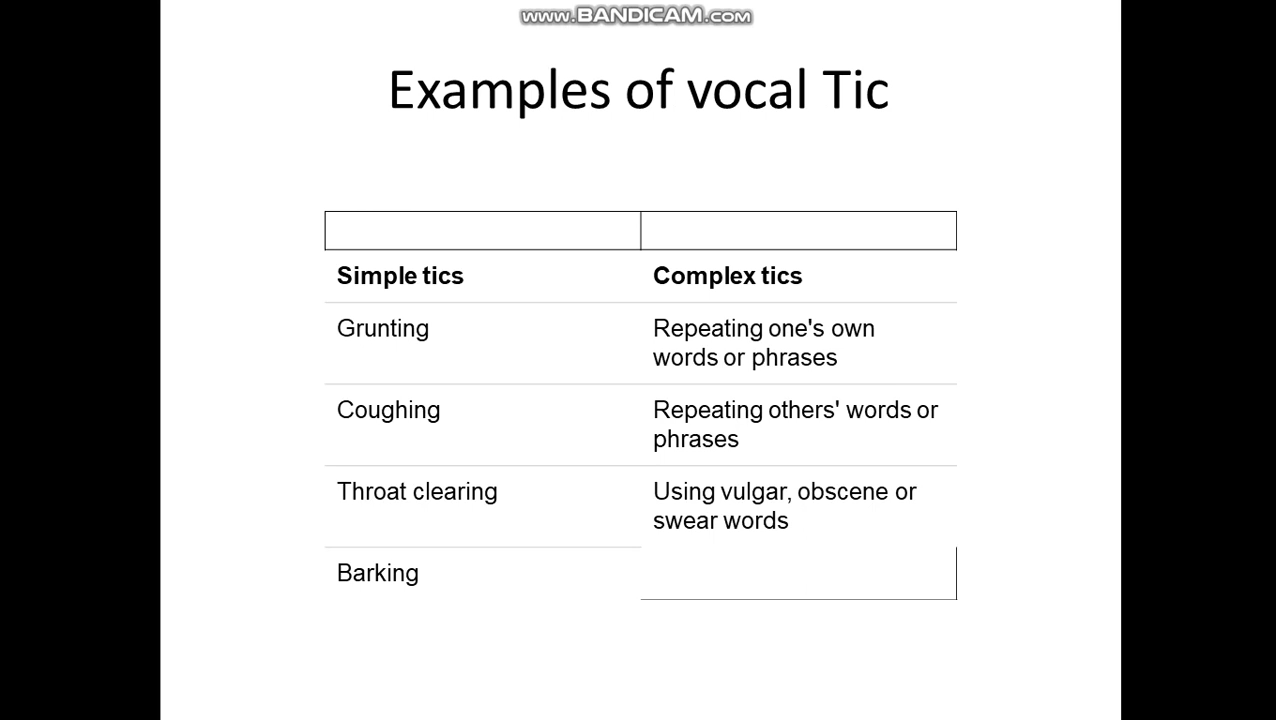 www.BANDICAM.com
Examples of vocal Tic
Simple tics
Complex tics
Grunting
Repeating one's own
words or phrases
Coughing
Repeating others' words or
phrases
Throat clearing
Using vulgar, obscene or
swear words
Barking